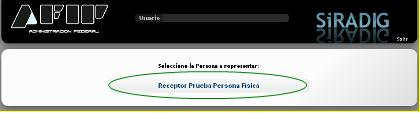 AFIP
ADMINISTRACION FEDERAL
Usuario
SiRADIG
Salir
Seleccione la Persona a representar:
Receptor Prueba Persona Fisica